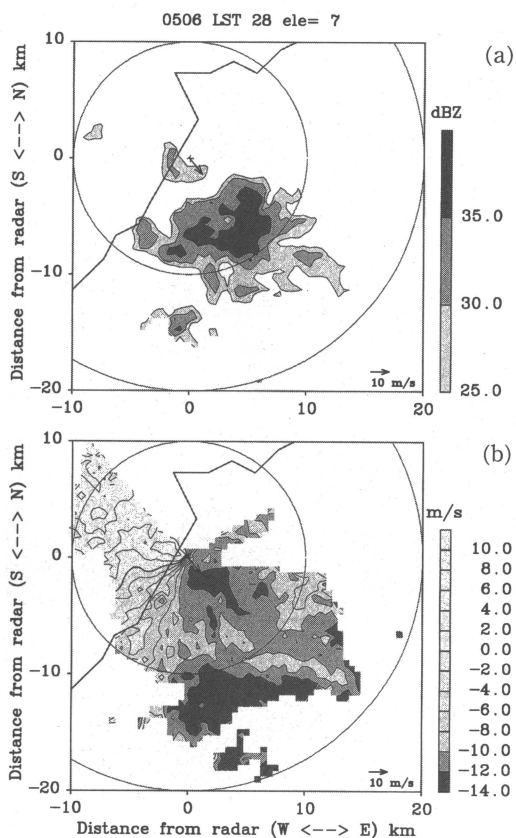 0506 LST 28 ele= 7
(a)
Distance from radar (S <---> N) km
10
0
-10
-20
-10 0 10 20
10 m/s
dBZ
35.0
30.0
25.0
(b)
Distance from radar (S <---> N) km
10
0
-10
-20
-10 0 10 20
10 m/s
m/s
10.0
8.0
6.0
4.0
2.0
0.0
-2.0
-4.0
-6.0
-8.0
-10.0
-12.0
-14.0
Distance from radar (W <---> E) km